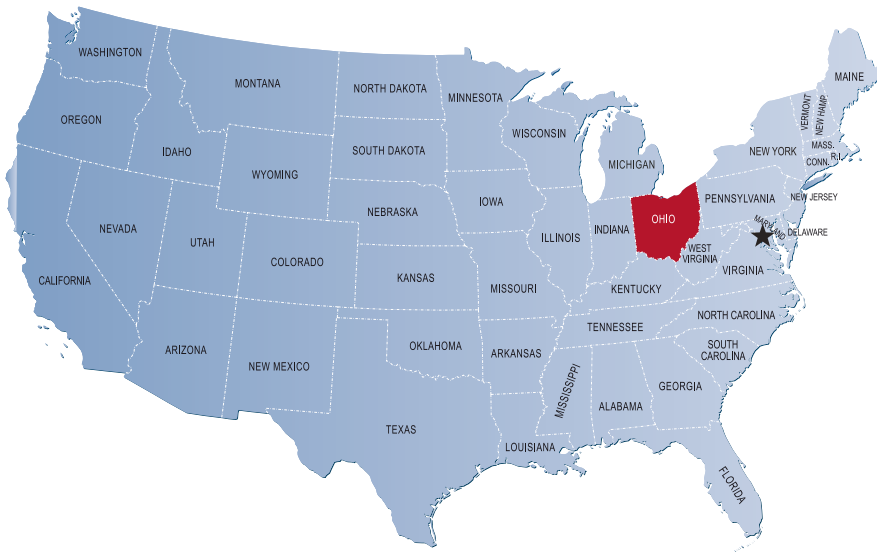 WASHINGTON
MONTANA
NORTH DAKOTA
MINNESOTA
MAINE
VERMONT
NEW HAMP.
OREGON
IDAHO
WISCONSIN
SOUTH DAKOTA
MICHIGAN
NEW YORK
MASS.
CONN.
R.I.
WYOMING
IOWA
NEBRASKA
PENNSYLVANIA
NEW JERSEY
NEVADA
UTAH
ILLINOIS
INDIANA
OHIO
MARYLAND
DELAWARE
COLORADO
WEST
VIRGINIA
VIRGINIA
CALIFORNIA
KANSAS
MISSOURI
KENTUCKY
NORTH CAROLINA
TENNESSEE
ARIZONA
NEW MEXICO
OKLAHOMA
ARKANSAS
SOUTH
CAROLINA
MISSISSIPPI
ALABAMA
GEORGIA
TEXAS
LOUISIANA
FLORIDA